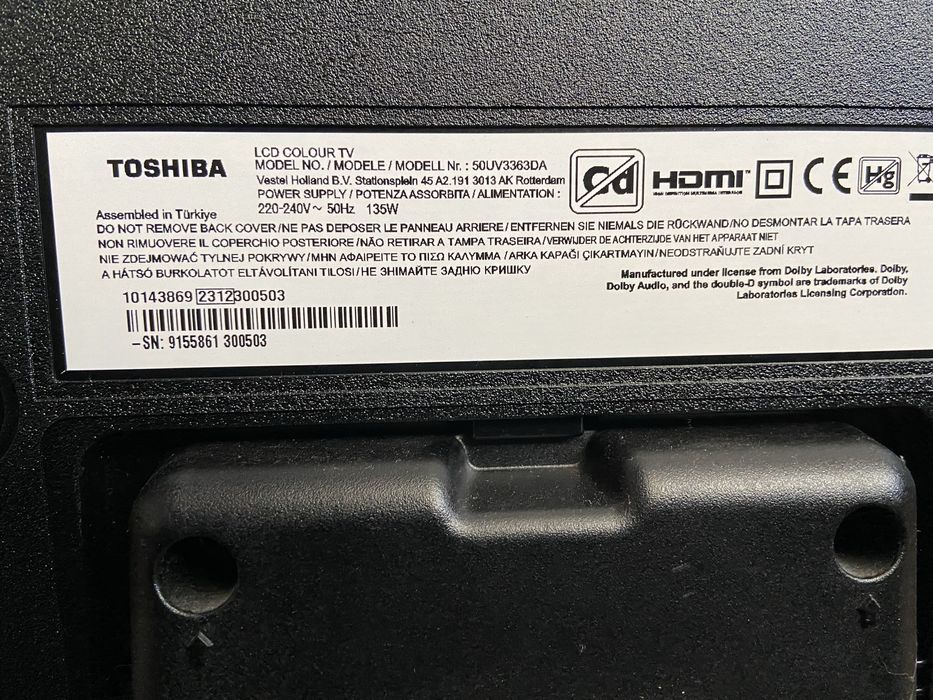 TOSHIBA
LCD COLOUR TV
MODEL NO. / MODELE / MODELL Nr. : 50UV3363DA
Vestel Holland B.V. Stationsplein 45 A2.191 3013 AK Rotterdam
POWER SUPPLY / POTENZA ASSORBITA / ALIMENTATION :
220-240V~ 50Hz 135W
Cd
HDMI™
HIGH-DEFINITION MULTIMEDIA INTERFACE
CE
Hg
Assembled in Türkiye
DO NOT REMOVE BACK COVER/NE PAS DEPOSER LE PANNEAU ARRIERE/ENTFERNEN SIE NIEMALS DIE RÜCKWAND/NO DESMONTAR LA TAPA TRASERA
NON RIMUOVERE IL COPERCHIO POSTERIORE/NÃO RETIRAR A TAMPA TRASEIRA/VERWIJDER DE ACHTERZIJDE VAN HET APPARAAT NIET
NIE ZDEJMOWAĆ TYLNEJ POKRYWY/ΜΗΝ ΑΦΑΙΡΕΙΤΕ ΤΟ ΠΙΣΩ ΚΑΛΥΜΜΑ/ARKA KAPAĞI ÇIKARTMAYIN/NEODSTRAŇUJTE ZADNÍ KRYT
A HÁTSÓ BURKOLATOT ELTÁVOLÍTANI TILOS!/НЕ ЗНІМАЙТЕ ЗАДНЮ КРИШКУ
Manufactured under license from Dolby Laboratories. Dolby,
Dolby Audio, and the double-D symbol are trademarks of Dolby
Laboratories Licensing Corporation.
10143869 2312300503
-SN: 9155861 300503